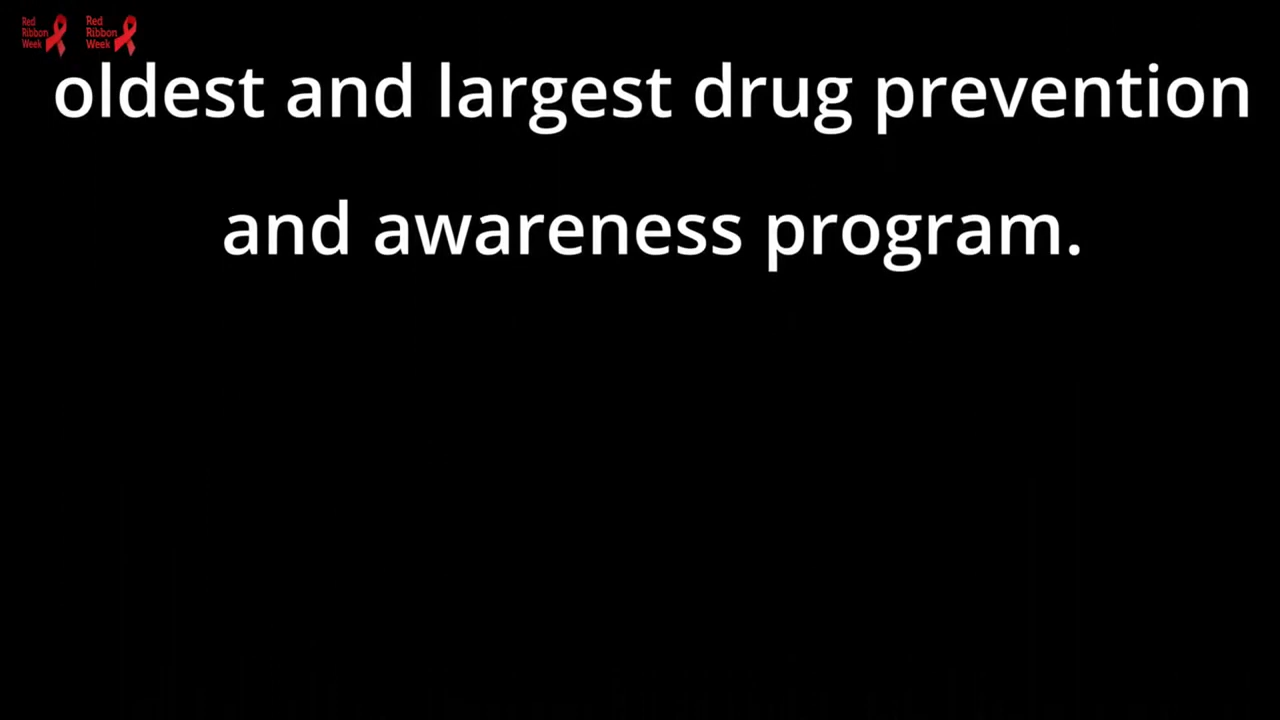 Red
Ribbon
Week
Red
Ribbon
Week
oldest and largest drug prevention
and awareness program.